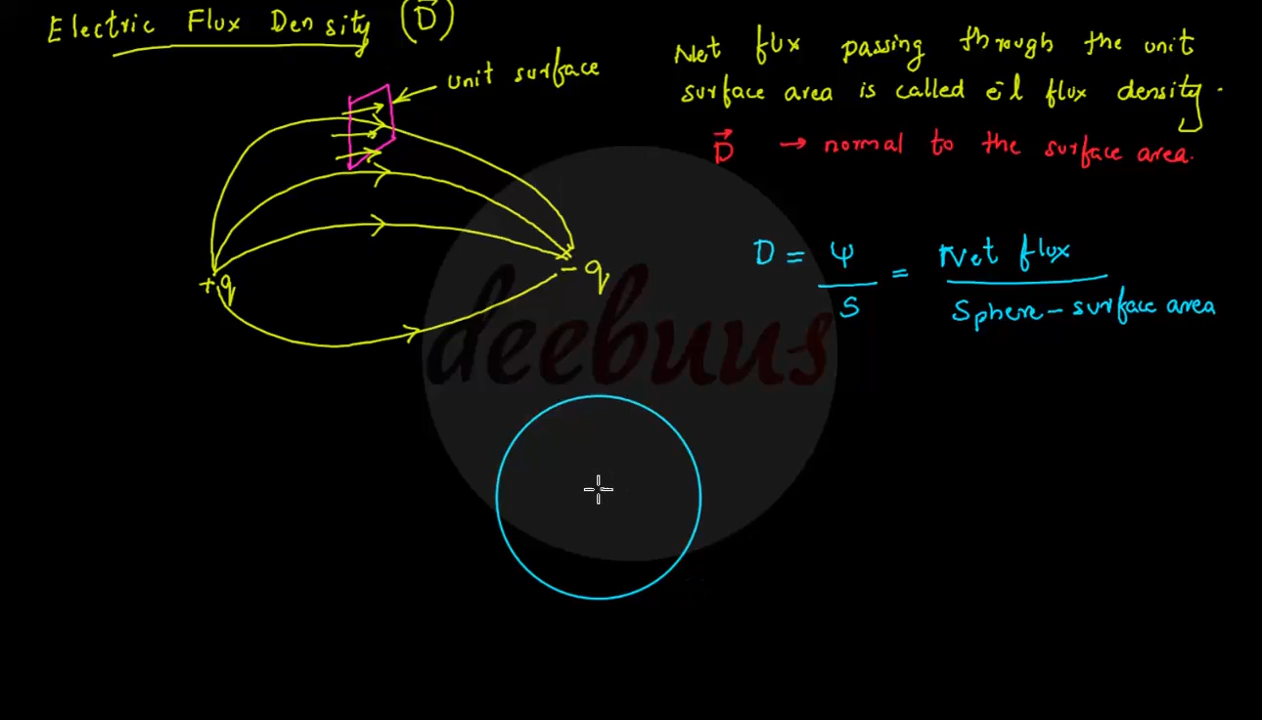 Electric Flux Density (D⃗)
unit surface
Net flux passing through the unit
surface area is called e-l flux density.
D⃗ → normal to the surface area.
+q
-q
D = ψ/S = Net flux/Sphere-surface area
deebuus